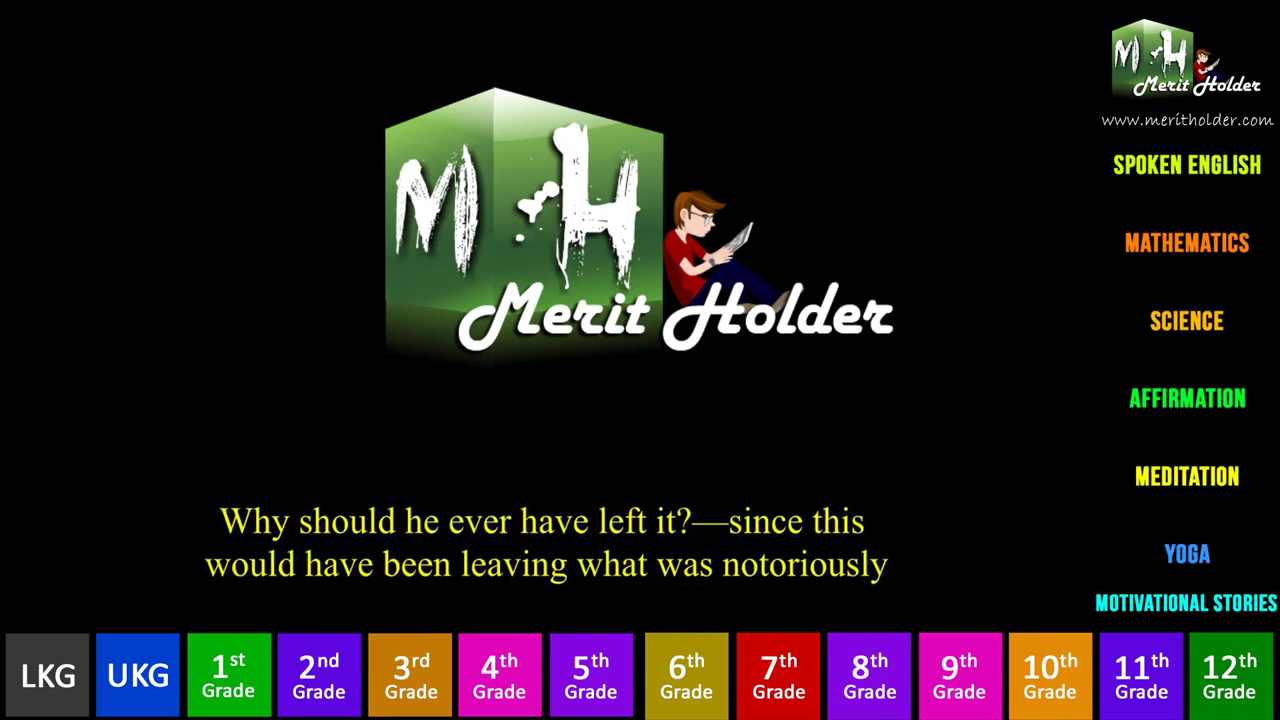 M H
Merit Holder
www.meritholder.com
SPOKEN ENGLISH
MATHEMATICS
SCIENCE
AFFIRMATION
MEDITATION
YOGA
MOTIVATIONAL STORIES
M H
Merit Holder
Why should he ever have left it?—since this
would have been leaving what was notoriously
LKG
UKG
1st Grade
2nd Grade
3rd Grade
4th Grade
5th Grade
6th Grade
7th Grade
8th Grade
9th Grade
10th Grade
11th Grade
12th Grade